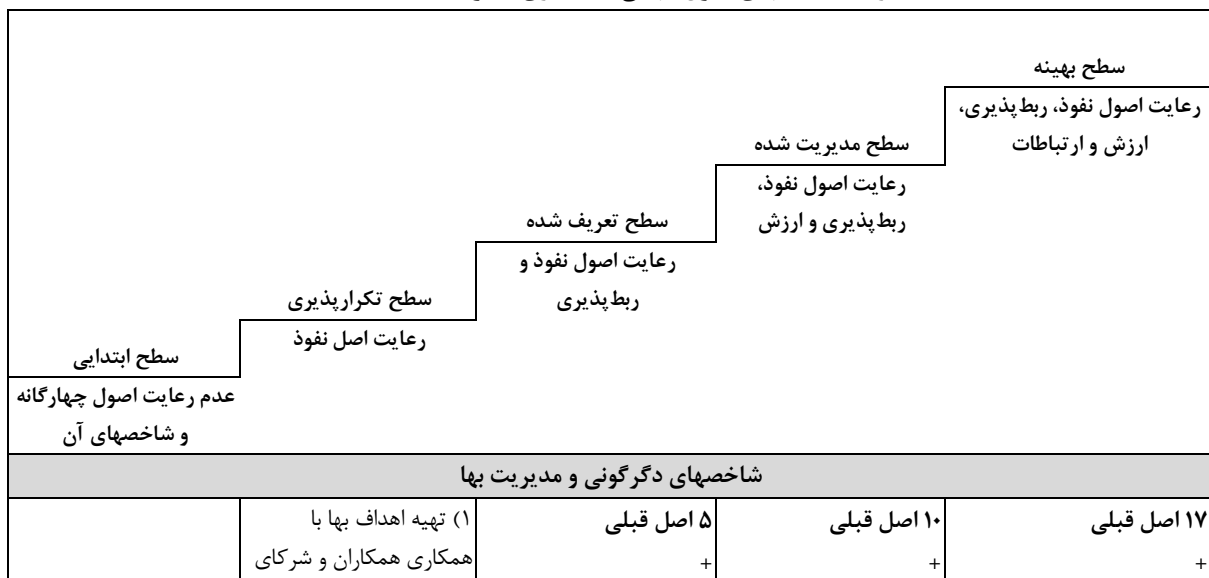 سطح بهینه
رعایت اصول نفوذ، ربط‌پذیری،
ارزش و ارتباطات
سطح مدیریت شده
رعایت اصول نفوذ،
ربط‌پذیری و ارزش
سطح تعریف شده
رعایت اصول نفوذ و
ربط‌پذیری
سطح تکرارپذیری
رعایت اصل نفوذ
سطح ابتدایی
عدم رعایت اصول چهارگانه
و شاخصهای آن
شاخصهای دگرگونی و مدیریت بها
۱۷ اصل قبلی
+
۱۰ اصل قبلی
+
۵ اصل قبلی
+
۱) تهیه اهداف بها با
همکاری همکاران و شرکای